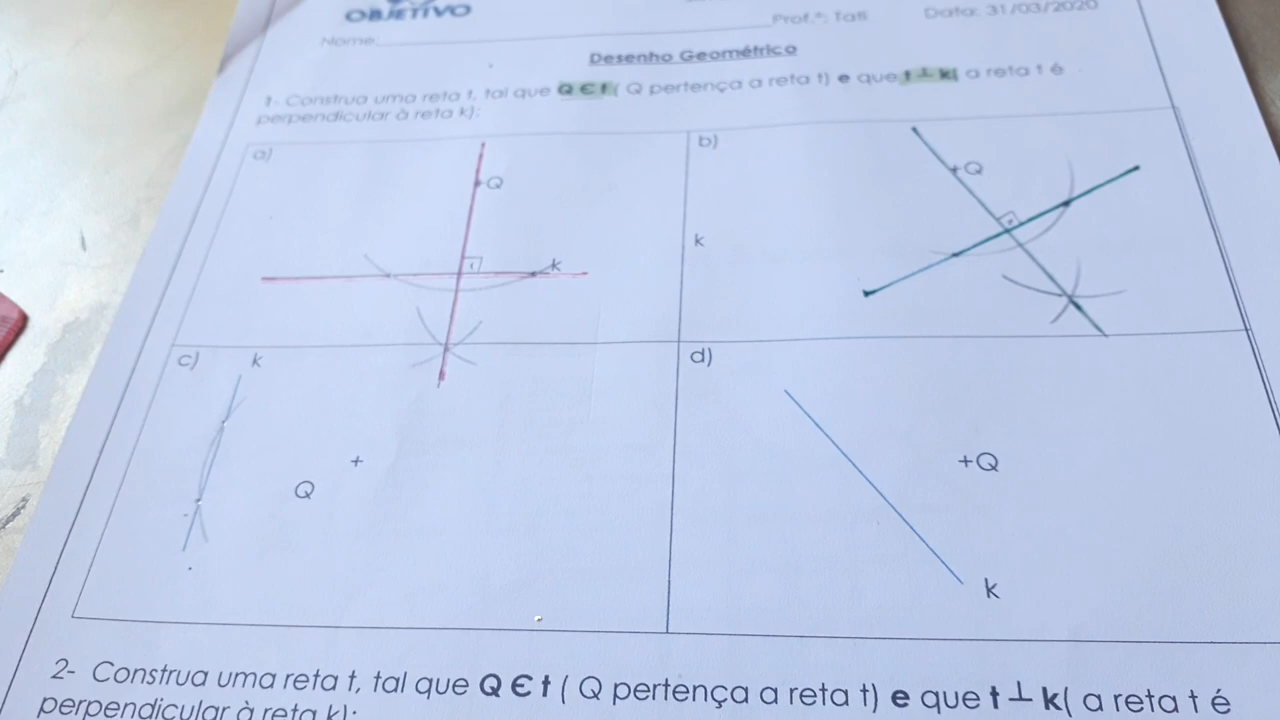 OBJETIVO
Prof.ª: Tati Data: 31/03/2020
Nome:
Desenho Geométrico
1- Construa uma reta t, tal que Q Є t ( Q pertença a reta t) e que t ⊥ k( a reta t é
perpendicular à reta k):
a)
Q
k
b)
+Q
k
c) k
+
Q
d)
+Q
k
2- Construa uma reta t, tal que Q Є t ( Q pertença a reta t) e que t ⊥ k( a reta t é
perpendicular à reta k):